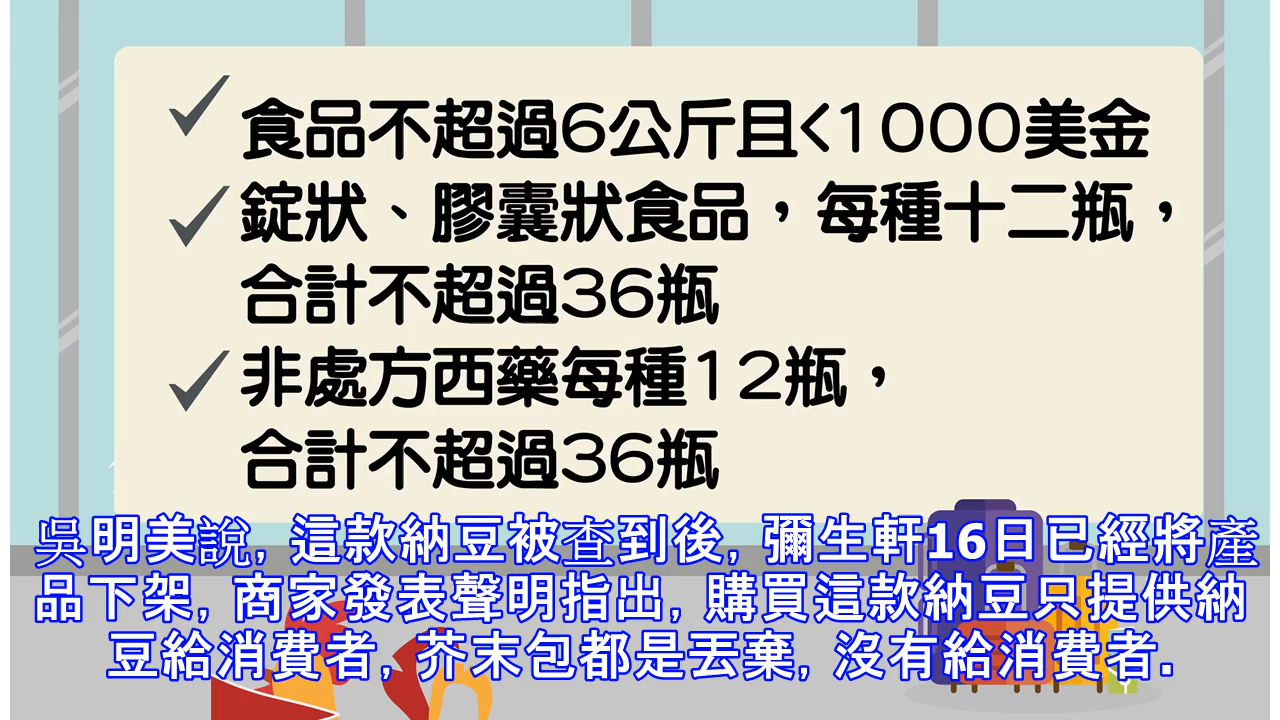 食品不超過6公斤且<1000美金
錠狀、膠囊狀食品，每種十二瓶，
合計不超過36瓶
非處方西藥每種12瓶，
合計不超過36瓶
吳明美說, 這款納豆被查到後, 彌生軒16日已經將產
品下架, 商家發表聲明指出, 購買這款納豆只提供納
豆給消費者, 芥末包都是丟棄, 沒有給消費者.